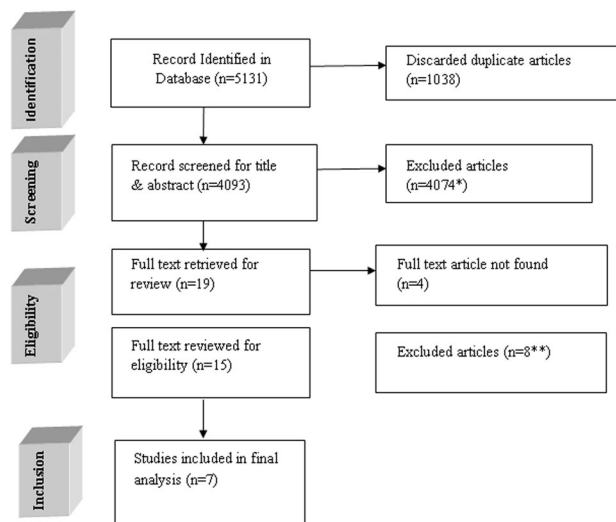 Identification
Record Identified in
Database (n=5131)
Discarded duplicate articles
(n=1038)
Screening
Record screened for title
& abstract (n=4093)
Excluded articles
(n=4074*)
Eligibility
Full text retrieved for
review (n=19)
Full text article not found
(n=4)
Full text reviewed for
eligibility (n=15)
Excluded articles (n=8**)
Inclusion
Studies included in final
analysis (n=7)